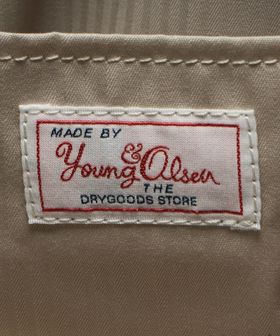 MADE BY
Young & Olsen
THE
DRYGOODS STORE